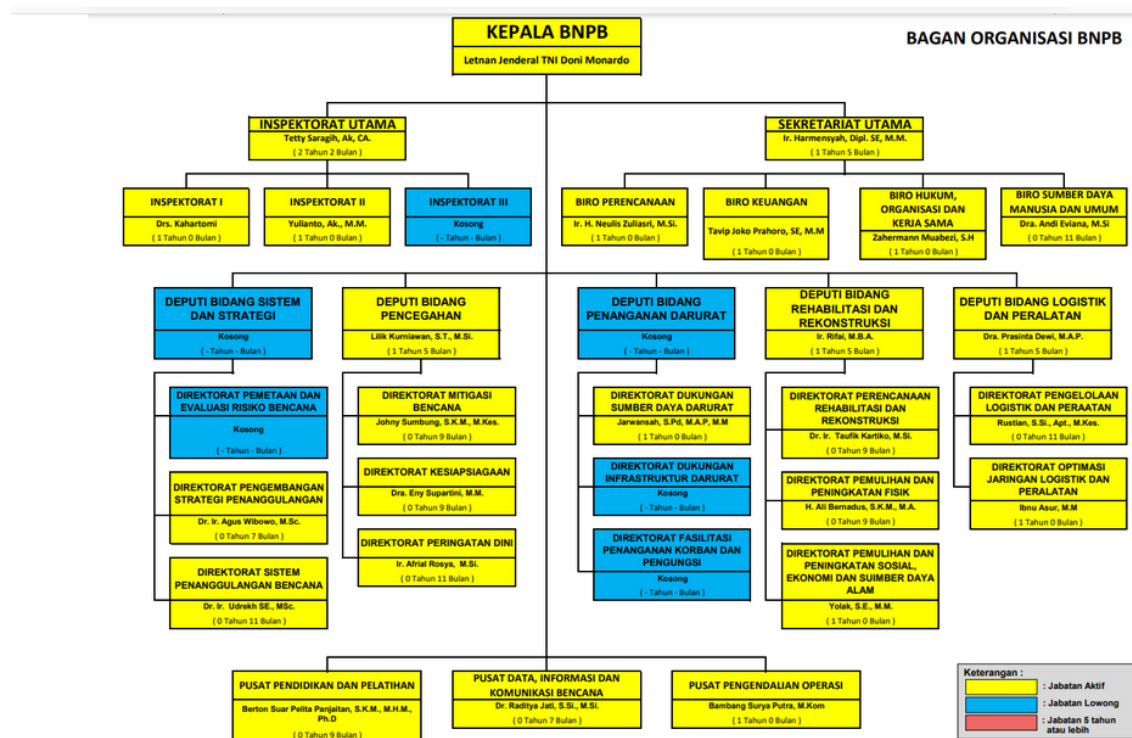 KEPALA BNPB
Letnan Jenderal TNI Doni Monardo
BAGAN ORGANISASI BNPB
INSPEKTORAT UTAMA
Tetty Saragih, Ak, CA.
( 2 Tahun 2 Bulan )
SEKRETARIAT UTAMA
Ir. Harmensyah, Dipl. SE, M.M.
( 1 Tahun 5 Bulan )
INSPEKTORAT I
Drs. Kahartomi
( 1 Tahun 0 Bulan )
INSPEKTORAT II
Yulianto, Ak., M.M.
( 1 Tahun 0 Bulan )
INSPEKTORAT III
Kosong
( - Tahun - Bulan )
BIRO PERENCANAAN
Ir. H. Neulis Zuliasri, M.Si.
( 1 Tahun 0 Bulan )
BIRO KEUANGAN
Tavip Joko Prahoro, SE, M.M
( 1 Tahun 0 Bulan )
BIRO HUKUM,
ORGANISASI DAN
KERJA SAMA
Zahermann Muabezi, S.H
( 1 Tahun 0 Bulan )
BIRO SUMBER DAYA
MANUSIA DAN UMUM
Dra. Andi Eviana, M.Si
( 0 Tahun 11 Bulan )
DEPUTI BIDANG SISTEM
DAN STRATEGI
Kosong
( - Tahun - Bulan )
DEPUTI BIDANG
PENCEGAHAN
Lilik Kurniawan, S.T., M.Si.
( 1 Tahun 5 Bulan )
DEPUTI BIDANG
PENANGANAN DARURAT
Kosong
( - Tahun - Bulan )
DEPUTI BIDANG
REHABILITASI DAN
REKONSTRUKSI
Ir. Rifai, M.B.A.
( 1 Tahun 5 Bulan )
DEPUTI BIDANG LOGISTIK
DAN PERALATAN
Dra. Prasinta Dewi, M.A.P.
( 1 Tahun 5 Bulan )
DIREKTORAT PEMETAAN DAN
EVALUASI RISIKO BENCANA
Kosong
( - Tahun - Bulan )
DIREKTORAT PENGEMBANGAN
STRATEGI PENANGGULANGAN
Dr. Ir. Agus Wibowo, M.Sc.
( 0 Tahun 7 Bulan )
DIREKTORAT SISTEM
PENANGGULANGAN BENCANA
Dr. Ir. Udrekh SE., MSc.
( 0 Tahun 11 Bulan )
DIREKTORAT MITIGASI
BENCANA
Johny Sumbung, S.K.M., M.Kes.
( 0 Tahun 9 Bulan )
DIREKTORAT KESIAPSIAGAAN
Dra. Eny Supartini, M.M.
( 0 Tahun 9 Bulan )
DIREKTORAT PERINGATAN DINI
Ir. Afrial Rosya, M.Si.
( 0 Tahun 11 Bulan )
DIREKTORAT DUKUNGAN
SUMBER DAYA DARURAT
Jarwansah, S.Pd, M.A.P, M.M
( 1 Tahun 0 Bulan )
DIREKTORAT DUKUNGAN
INFRASTRUKTUR DARURAT
Kosong
( - Tahun - Bulan )
DIREKTORAT FASILITASI
PENANGANAN KORBAN DAN
PENGUNGSI
Kosong
( - Tahun - Bulan )
DIREKTORAT PERENCANAAN
REHABILITASI DAN
REKONSTRUKSI
Dr. Ir. Taufik Kartiko, M.Si.
( 0 Tahun 9 Bulan )
DIREKTORAT PEMULIHAN DAN
PENINGKATAN FISIK
H. Ali Bernadus, S.K.M., M.A.
( 0 Tahun 9 Bulan )
DIREKTORAT PEMULIHAN DAN
PENINGKATAN SOSIAL,
EKONOMI DAN SUIMBER DAYA
ALAM
Yolak, S.E., M.M.
( 1 Tahun 0 Bulan )
DIREKTORAT PENGELOLAAN
LOGISTIK DAN PERAATAN
Rustian, S.Si., Apt., M.Kes.
( 0 Tahun 11 Bulan )
DIREKTORAT OPTIMASI
JARINGAN LOGISTIK DAN
PERALATAN
Ibnu Asur, M.M
( 1 Tahun 0 Bulan )
PUSAT PENDIDIKAN DAN PELATIHAN
Berton Suar Pelita Panjaitan, S.K.M., M.H.M.,
Ph.D
( 0 Tahun 9 Bulan )
PUSAT DATA, INFORMASI DAN
KOMUNIKASI BENCANA
Dr. Raditya Jati, S.Si., M.Si.
( 0 Tahun 7 Bulan )
PUSAT PENGENDALIAN OPERASI
Bambang Surya Putra, M.Kom
( 1 Tahun 0 Bulan )
Keterangan :
: Jabatan Aktif
: Jabatan Lowong
: Jabatan 5 tahun
atau lebih